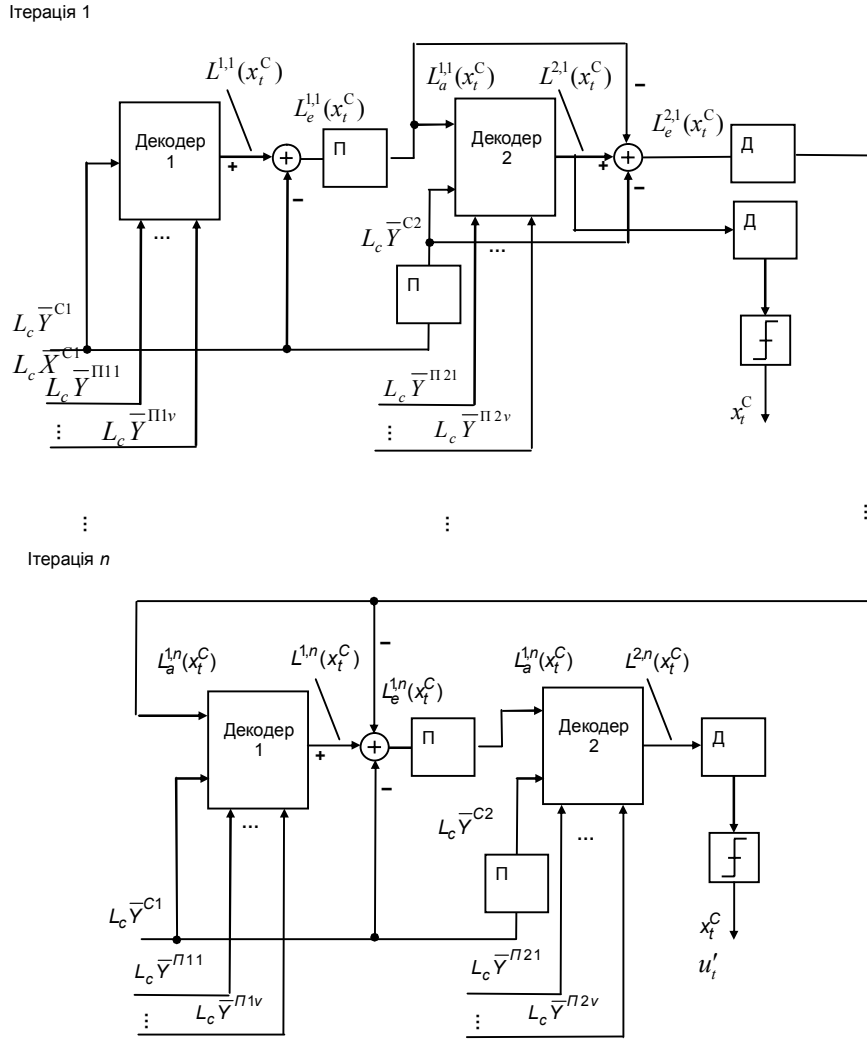 Ітерація 1
L^{1,1}(x_t^C)
L_e^{1,1}(x_t^C)
L_a^{1,1}(x_t^C)
L^{2,1}(x_t^C)
L_e^{2,1}(x_t^C)
Декодер
1
+
+
–
П
Декодер
2
+
+
–
–
Д
Д
...
...
L_c Y̅^{C2}
П
L_c Y̅^{C1}
L_c X̅^{C1}
L_c Y̅^{П11}
L_c Y̅^{П1v}
L_c Y̅^{П21}
L_c Y̅^{П2v}
x_t^C
⋮
⋮
⋮
⋮
⋮
Ітерація n
L_a^{1,n}(x_t^C)
L^{1,n}(x_t^C)
L_e^{1,n}(x_t^C)
L_a^{1,n}(x_t^C)
L^{2,n}(x_t^C)
Декодер
1
+
+
–
–
П
Декодер
2
Д
...
...
L_c Y̅^{C2}
П
L_c Y̅^{C1}
L_c Y̅^{П11}
L_c Y̅^{П1v}
L_c Y̅^{П21}
L_c Y̅^{П2v}
x_t^C
u'_t
⋮
⋮